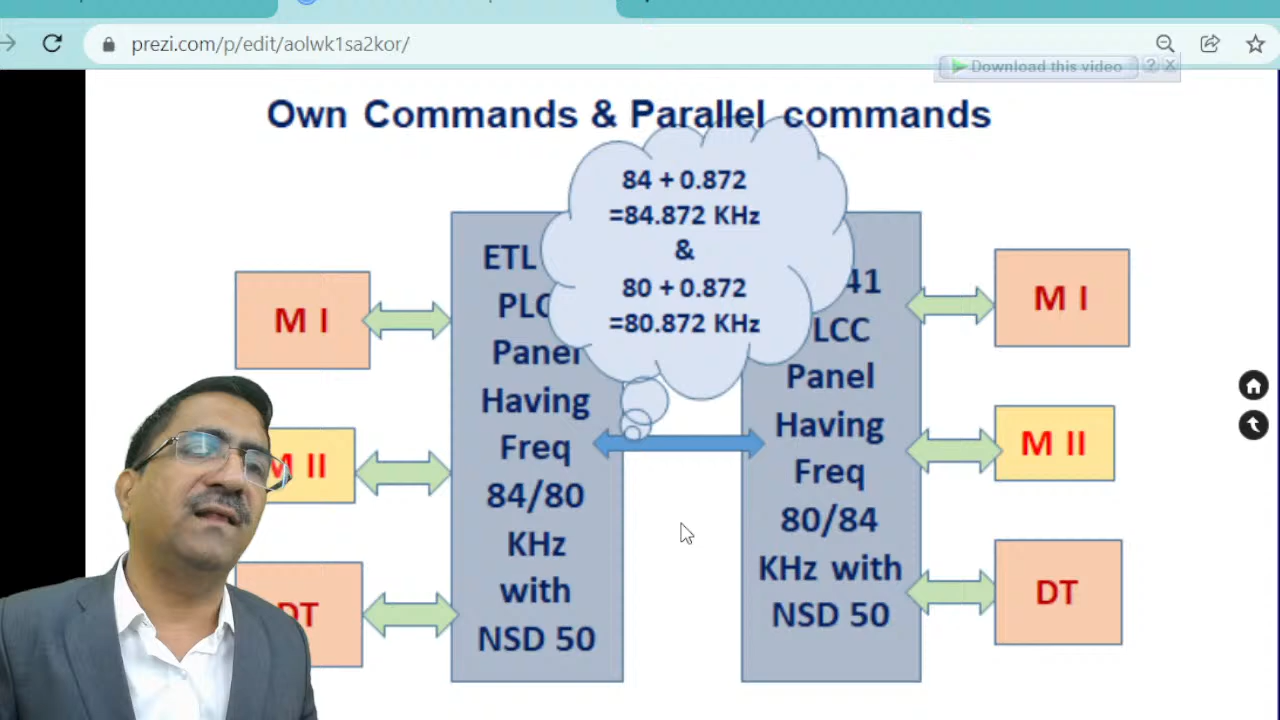 prezi.com/p/edit/aolwk1sa2kor/
Download this video ? X
Own Commands & Parallel commands
84 + 0.872
=84.872 KHz
&
80 + 0.872
=80.872 KHz
M I
M II
DT
ETL
Panel
Having
Freq
84/80
KHz
with
NSD 50
41
LCC
Panel
Having
Freq
80/84
KHz with
NSD 50
M I
M II
DT